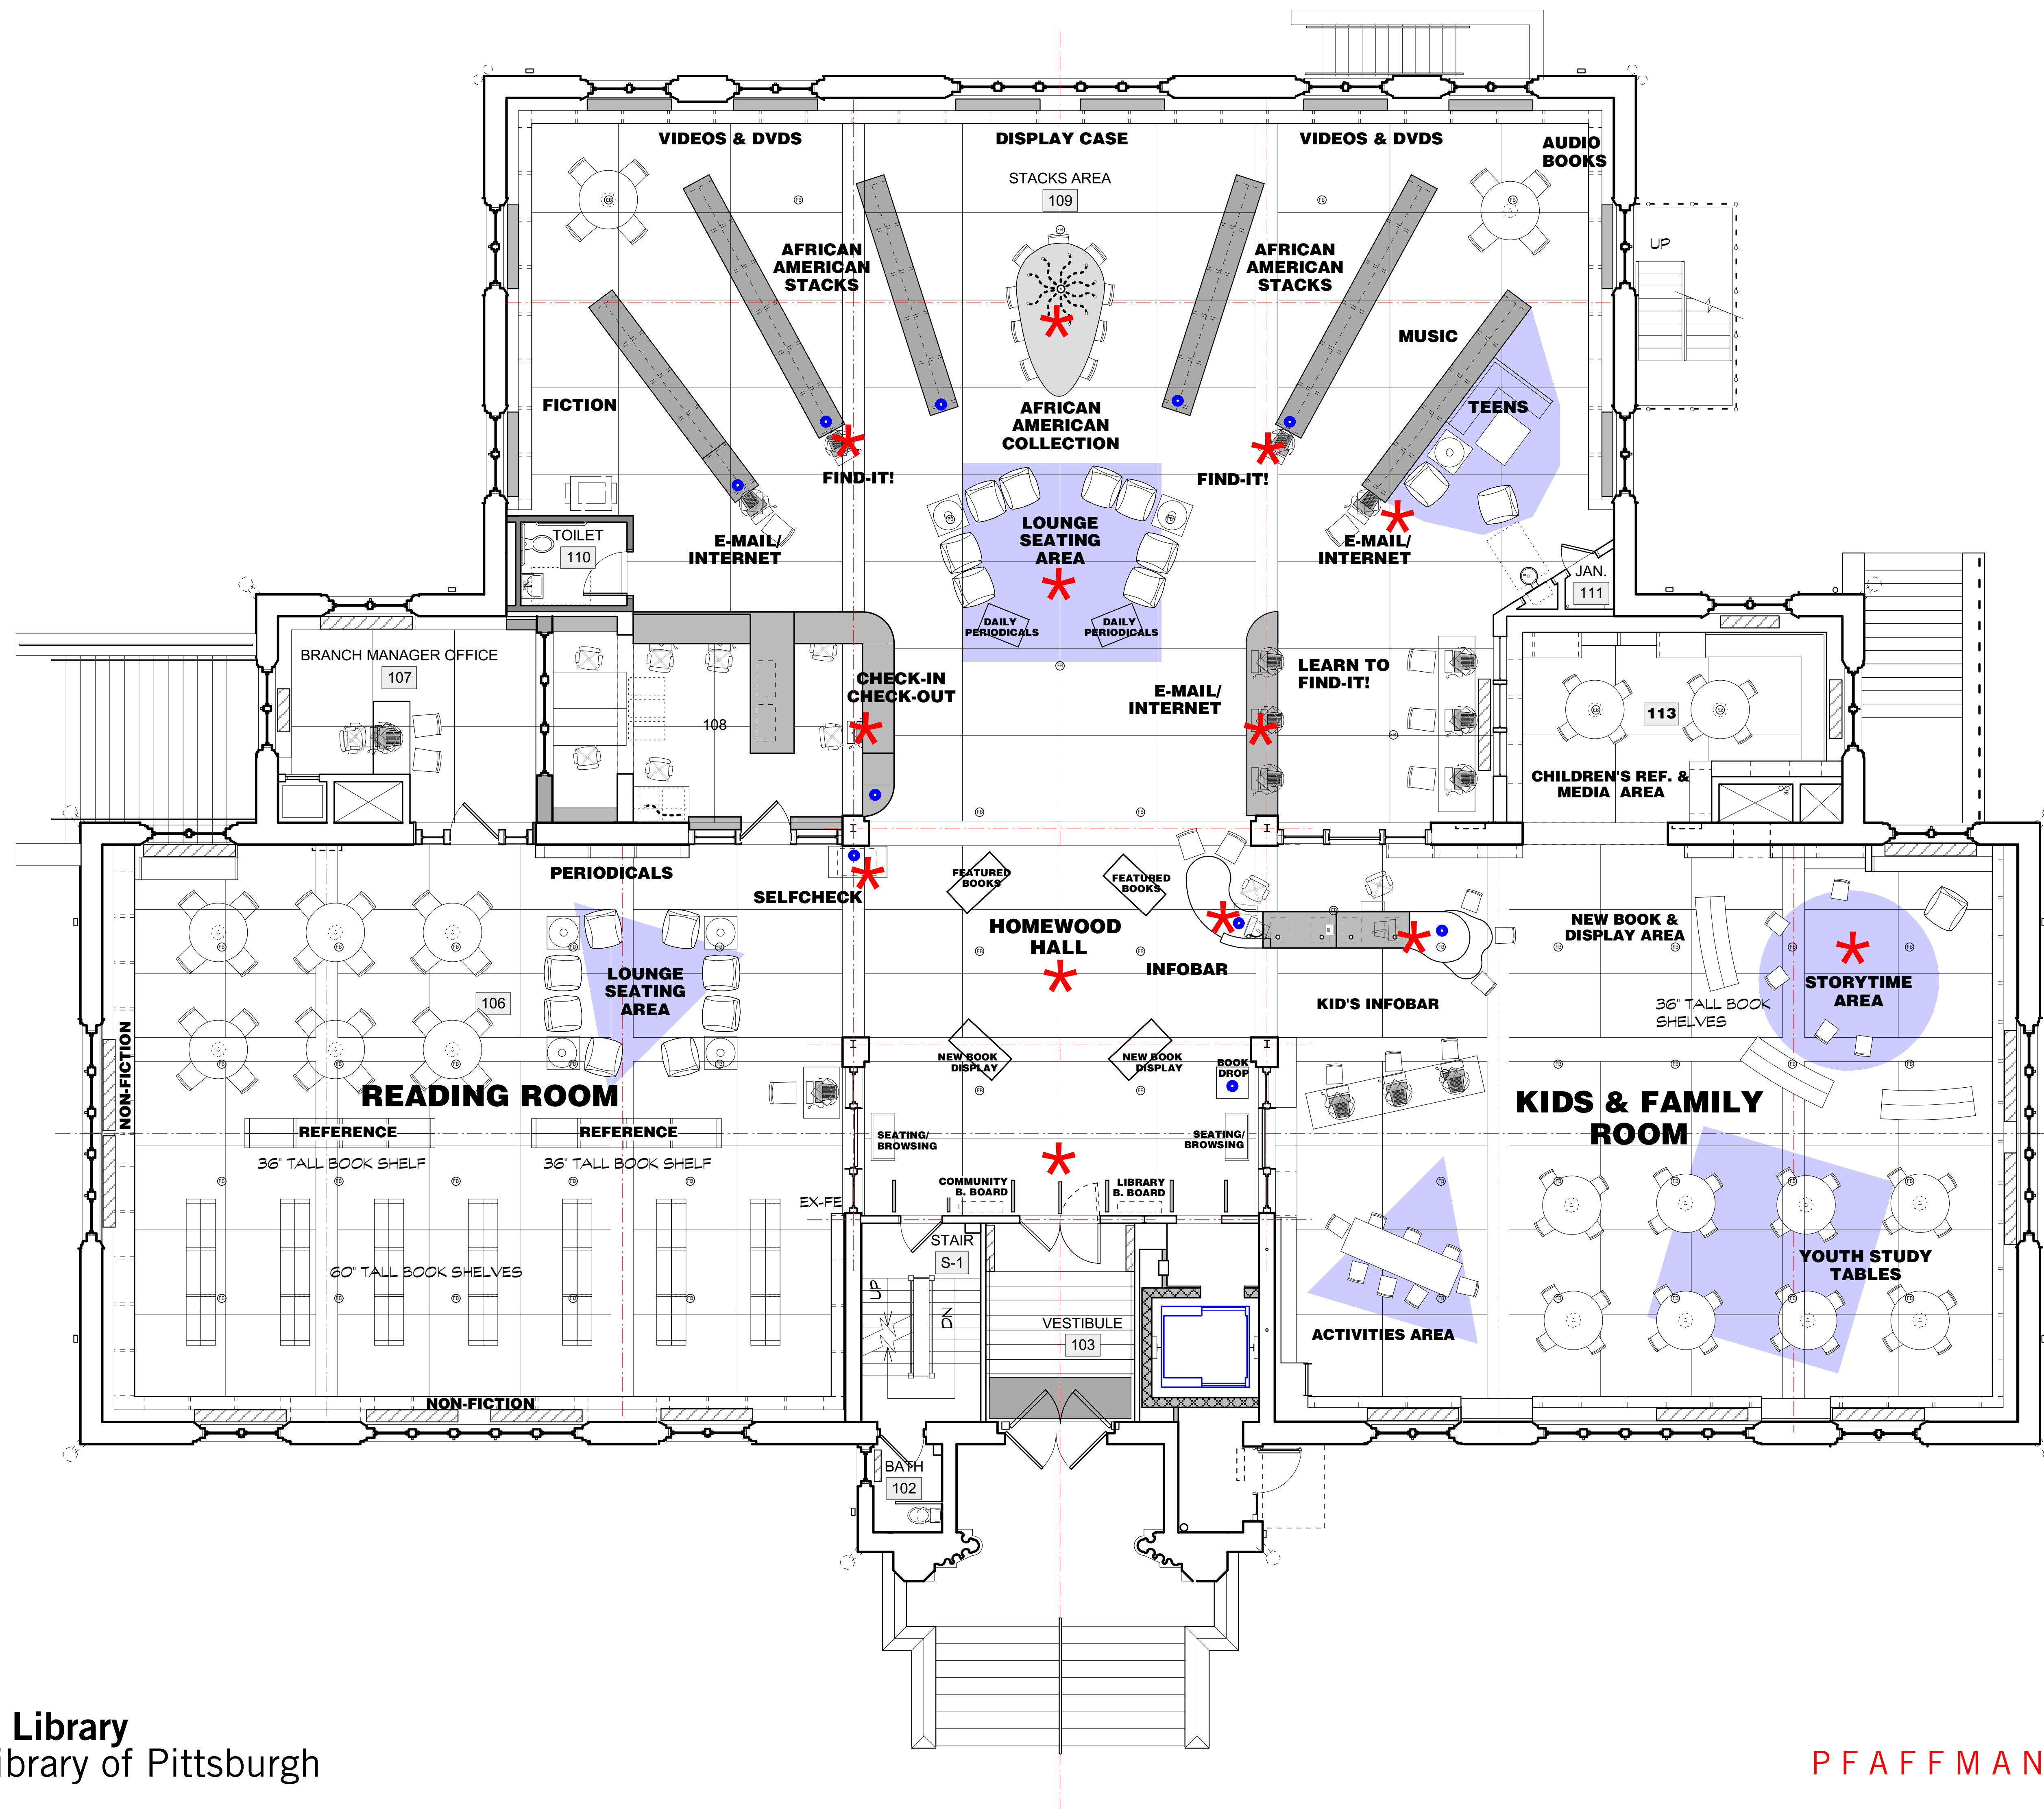 VIDEOS & DVDS
DISPLAY CASE
VIDEOS & DVDS
AUDIO
BOOKS
STACKS AREA
109
UP
AFRICAN
AMERICAN
STACKS
AFRICAN
AMERICAN
STACKS
MUSIC
FICTION
AFRICAN
AMERICAN
COLLECTION
TEENS
FIND-IT!
FIND-IT!
LOUNGE
SEATING
AREA
TOILET
110
E-MAIL/
INTERNET
E-MAIL/
INTERNET
JAN.
111
DAILY
PERIODICALS
DAILY
PERIODICALS
BRANCH MANAGER OFFICE
107
CHECK-IN
CHECK-OUT
LEARN TO
FIND-IT!
E-MAIL/
INTERNET
108
113
CHILDREN'S REF. &
MEDIA AREA
PERIODICALS
SELFCHECK
FEATURED
BOOKS
FEATURED
BOOKS
HOMEWOOD
HALL
INFOBAR
NEW BOOK &
DISPLAY AREA
LOUNGE
SEATING
AREA
106
KID'S INFOBAR
36" TALL BOOK
SHELVES
STORYTIME
AREA
NON-FICTION
NEW BOOK
DISPLAY
NEW BOOK
DISPLAY
BOOK
DROP
READING ROOM
KIDS & FAMILY
ROOM
REFERENCE
REFERENCE
36" TALL BOOK SHELF
36" TALL BOOK SHELF
SEATING/
BROWSING
SEATING/
BROWSING
COMMUNITY
B. BOARD
LIBRARY
B. BOARD
EX-FE
STAIR
S-1
UP
DN
60" TALL BOOK SHELVES
VESTIBULE
103
YOUTH STUDY
TABLES
ACTIVITIES AREA
NON-FICTION
BATH
102
Library
ibrary of Pittsburgh
PFAFFMAN